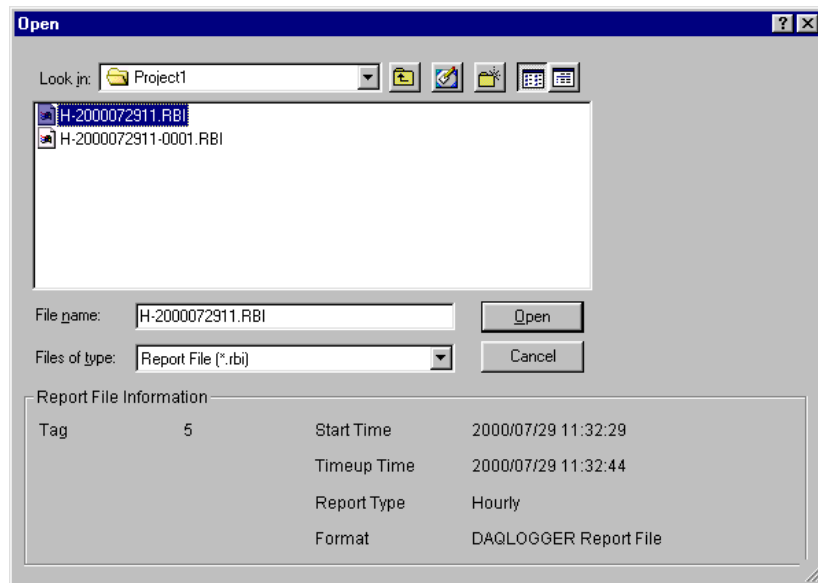 Open
Look in: Project1
H-2000072911.RBI
H-2000072911-0001.RBI
File name: H-2000072911.RBI Open
Files of type: Report File (*.rbi) Cancel
Report File Information
Tag 5 Start Time 2000/07/29 11:32:29
Timeup Time 2000/07/29 11:32:44
Report Type Hourly
Format DAQLOGGER Report File